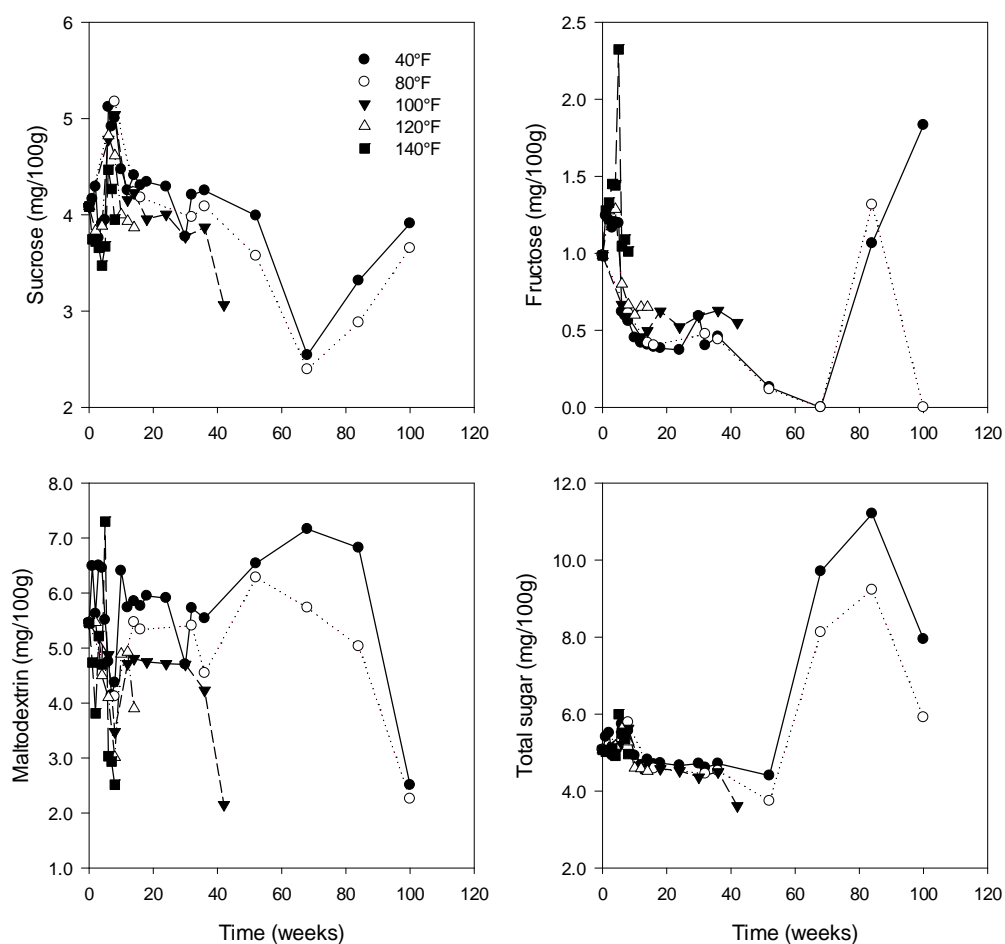 6
5
4
3
2
Sucrose (mg/100g)
40°F
80°F
100°F
120°F
140°F
0 20 40 60 80 100 120
2.5
2.0
1.5
1.0
0.5
0.0
Fructose (mg/100g)
0 20 40 60 80 100 120
8.0
7.0
6.0
5.0
4.0
3.0
2.0
1.0
Maltodextrin (mg/100g)
0 20 40 60 80 100 120
Time (weeks)
12.0
10.0
8.0
6.0
4.0
2.0
Total sugar (mg/100g)
0 20 40 60 80 100 120
Time (weeks)